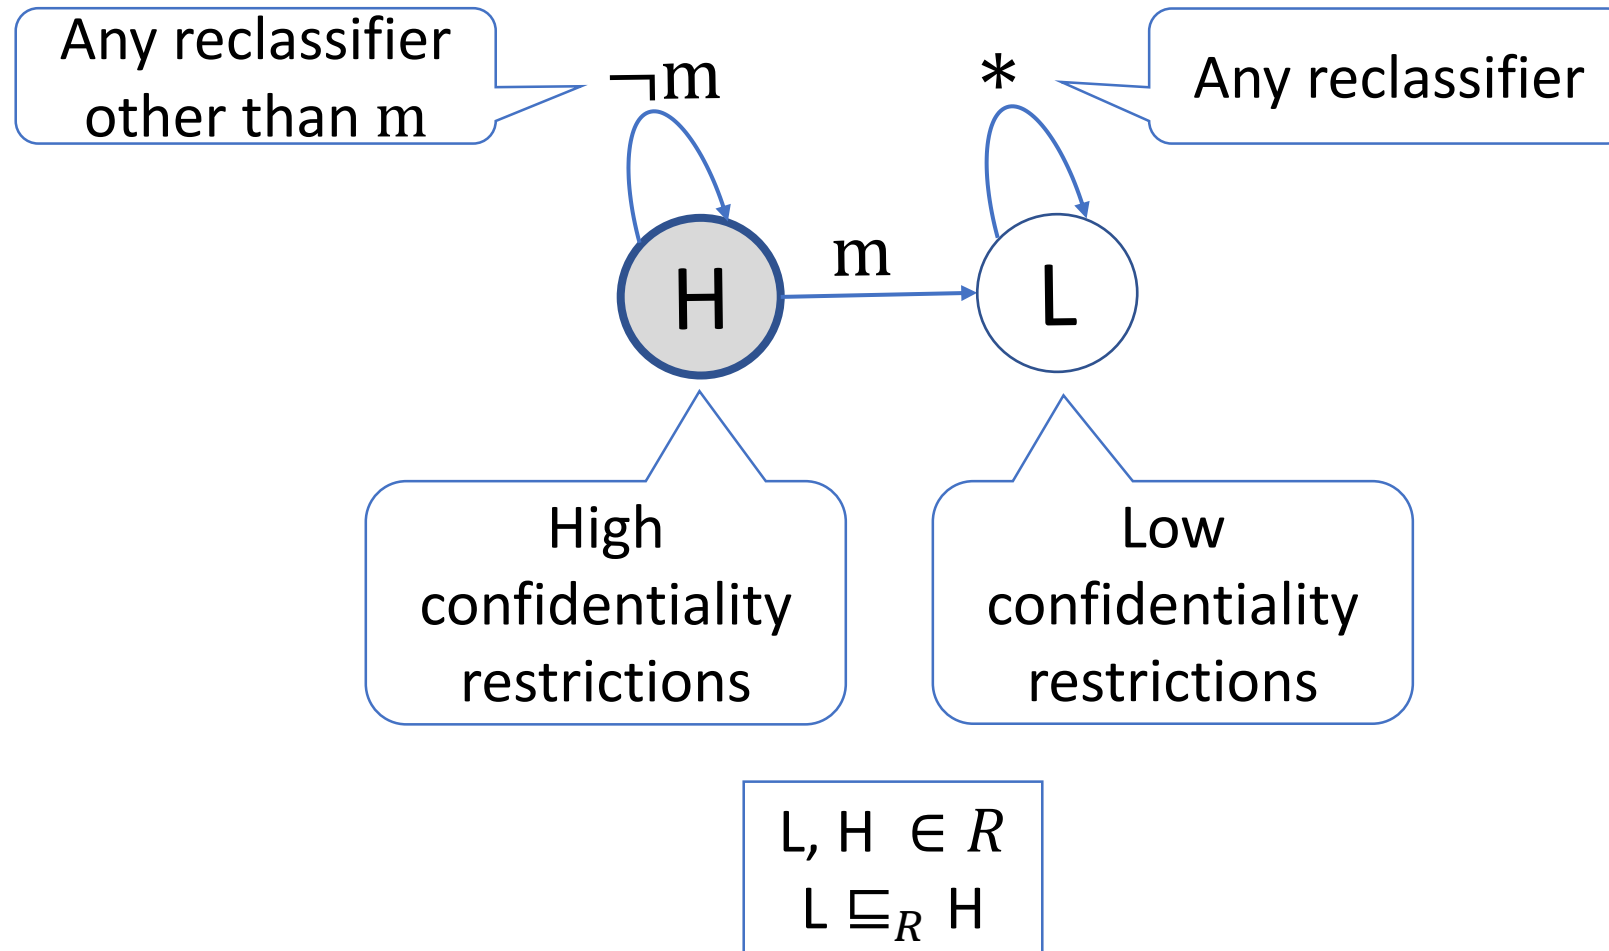 Any reclassifier
other than m
¬m
*
Any reclassifier
H
m
L
High
confidentiality
restrictions
Low
confidentiality
restrictions
L, H ∈ R
L ⊑R H